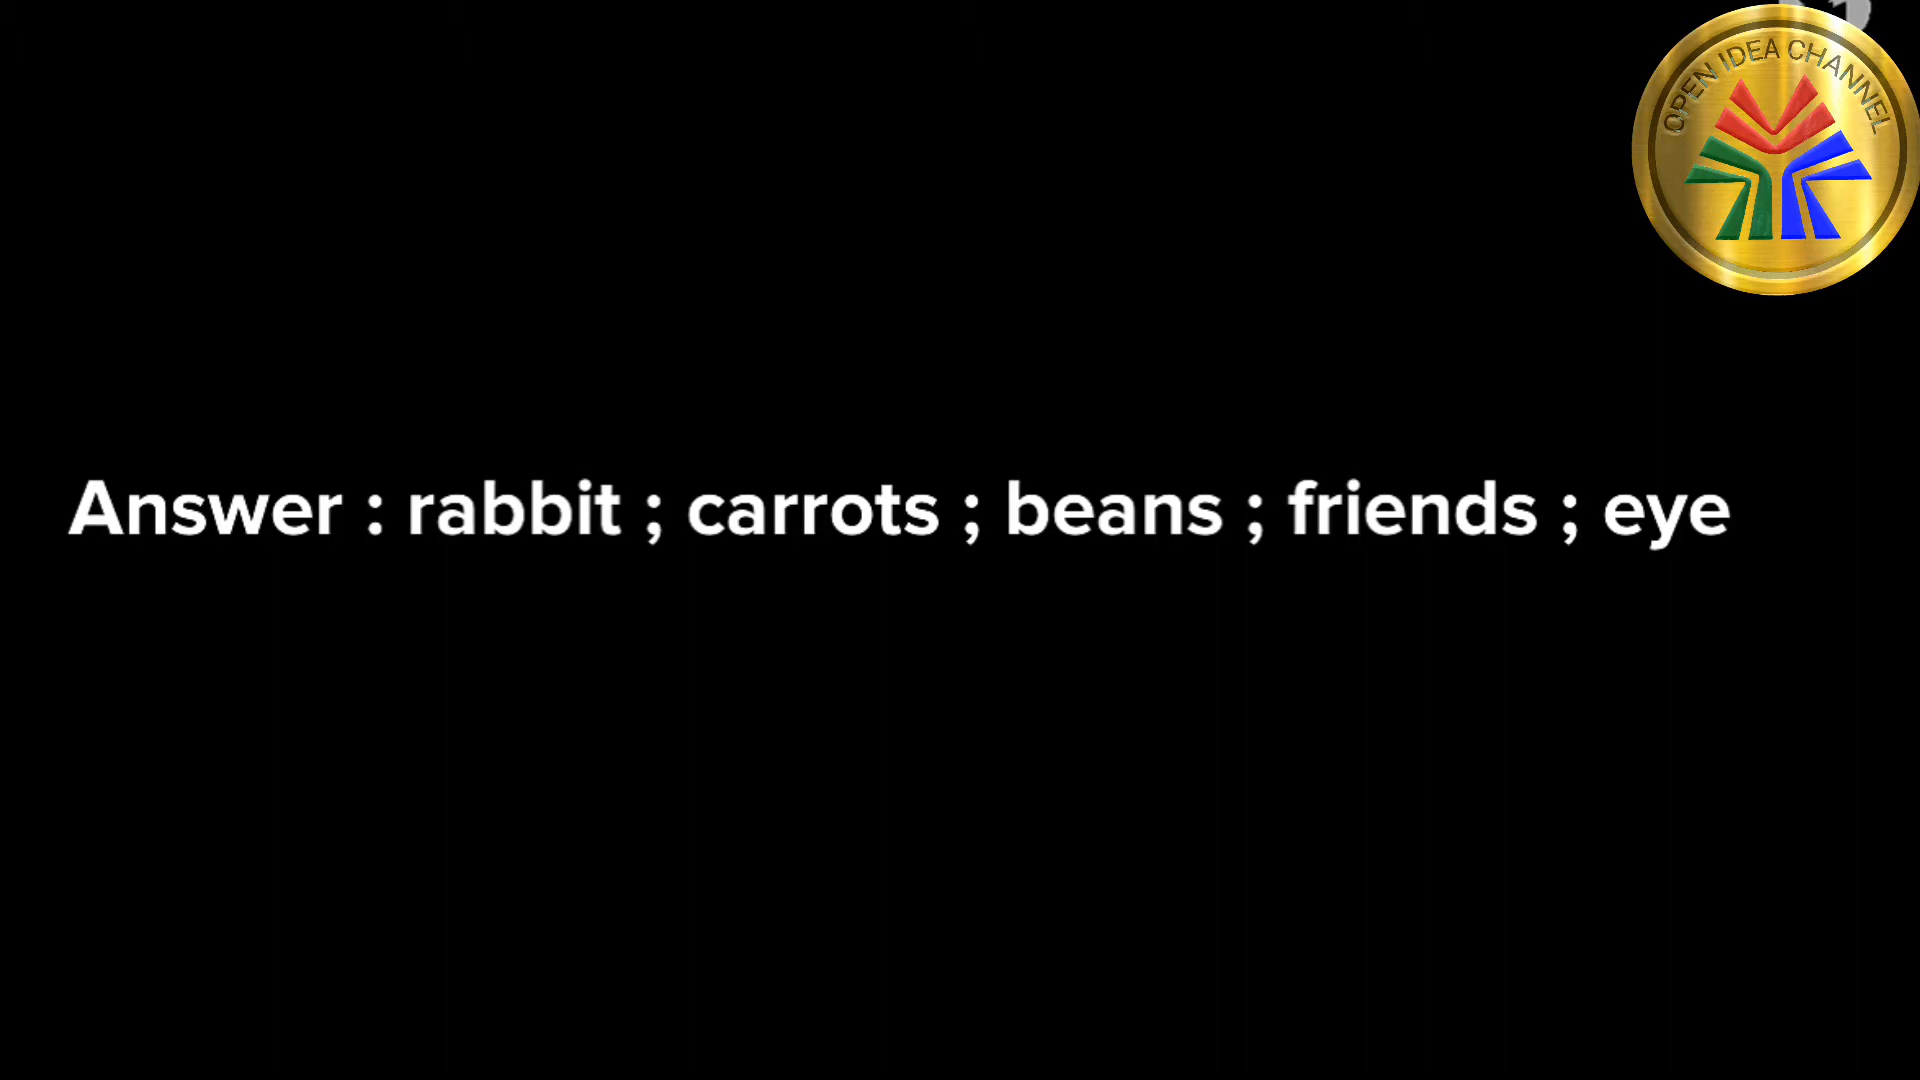 OPEN IDEA CHANNEL
Answer : rabbit ; carrots ; beans ; friends ; eye